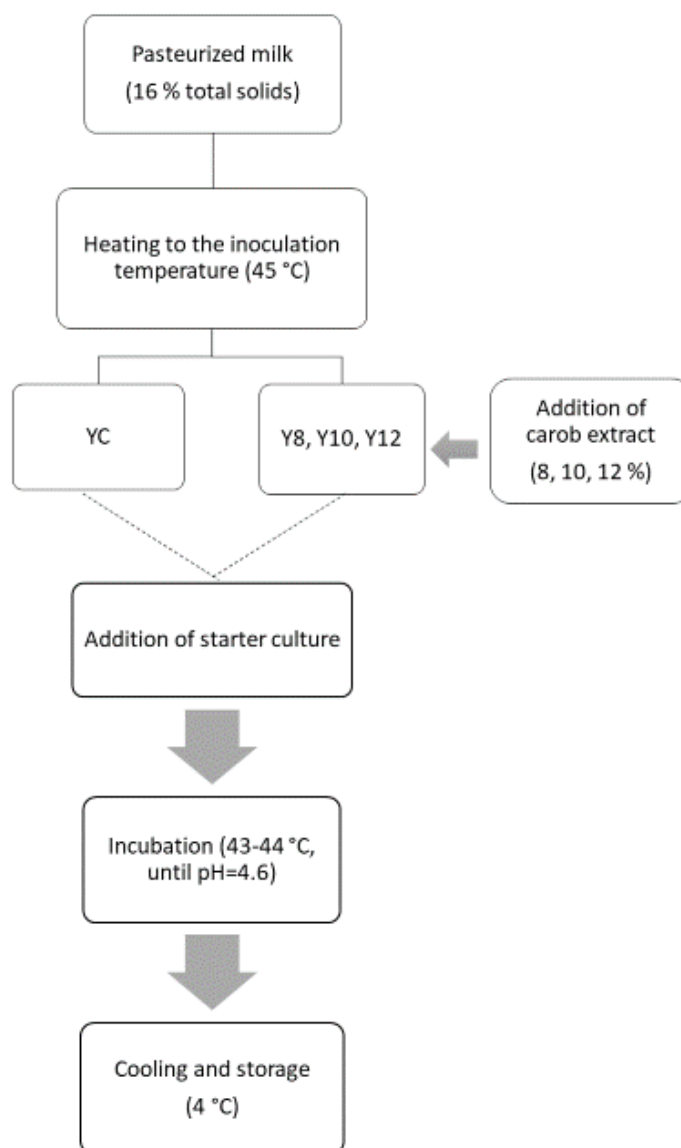 Pasteurized milk
(16 % total solids)
Heating to the inoculation
temperature (45 °C)
YC
Y8, Y10, Y12
Addition of
carob extract
(8, 10, 12 %)
Addition of starter culture
Incubation (43-44 °C,
until pH=4.6)
Cooling and storage
(4 °C)